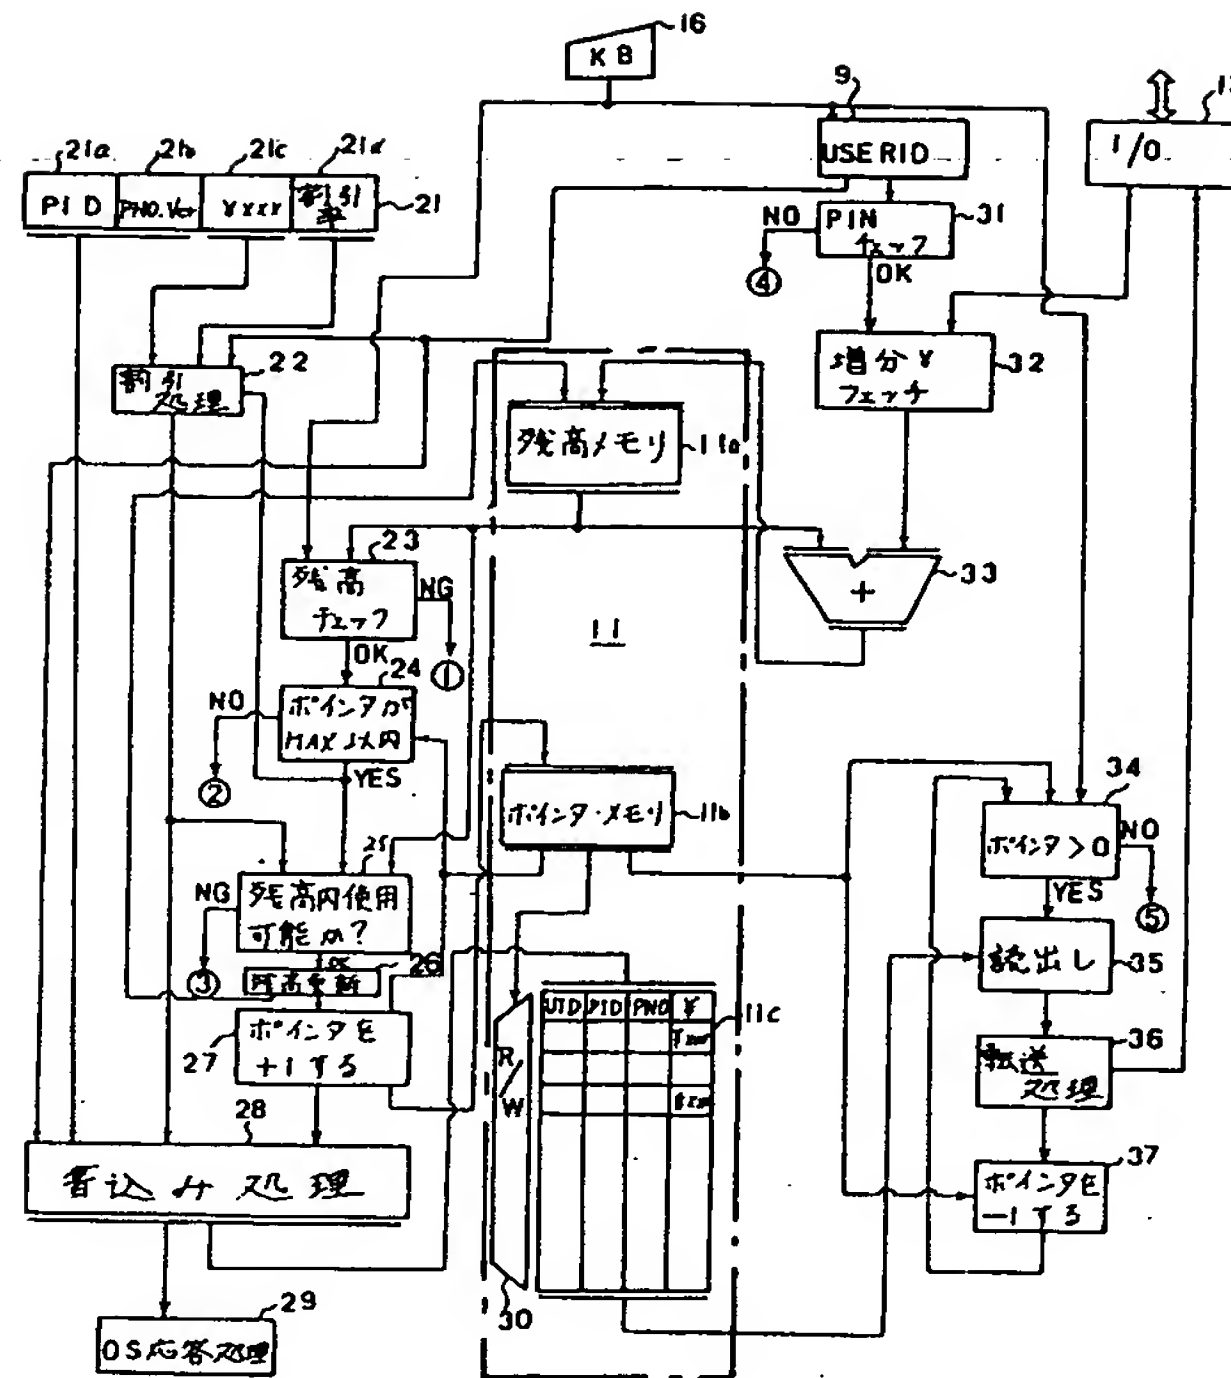 16
KB
9
USERID
I/O
21a
21b
21c
21d
PID
PNO.Ver
¥xxxx
割引率
21
NO
PIN
チェック
31
④
OK
割引
処理
22
増分¥
フェッチ
32
残高メモリ
11a
23
残高
チェック
NG
①
OK
33
+
11
24
NO
ポインタが
MAX以内
②
YES
ポインタ・メモリ
11b
34
ポインタ>0
NO
YES
⑤
25
NG
残高内使用
可能か?
③
OK
26
残高更新
27
ポインタを
+1する
読出し
35
UID
PID
PNO
¥
11c
R/W
36
転送
処理
28
書込み処理
37
ポインタを
-1する
30
29
OS応答処理